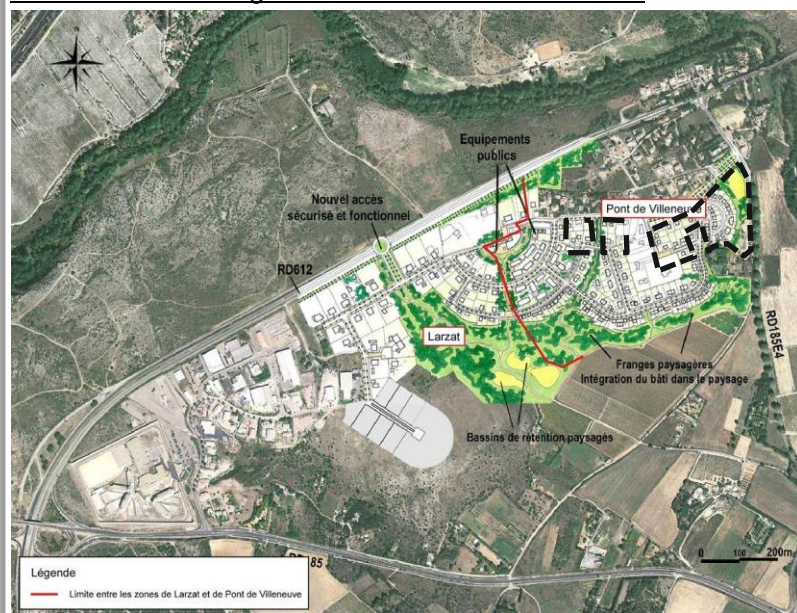 Equipements
publics
Nouvel accès
sécurisé et fonctionnel
Pont de Villeneuve
RD612
Larzat
RD185E4
Franges paysagères
Intégration du bâti dans le paysage
Bassins de rétention paysagés
0 100 200m
Légende
Limite entre les zones de Larzat et de Pont de Villeneuve